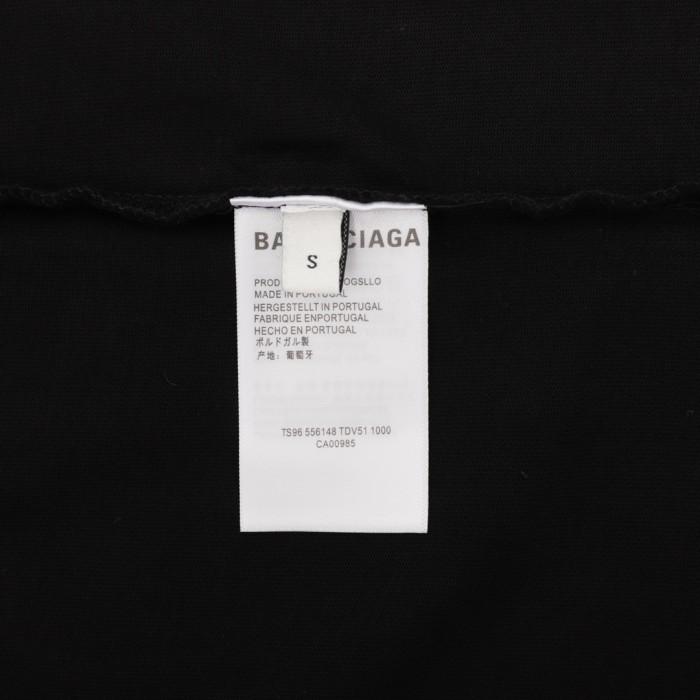 BA CIAGA
S
PROD OGSLLO
MADE IN PORTUGAL
HERGESTELLT IN PORTUGAL
FABRIQUE ENPORTUGAL
HECHO EN PORTUGAL
ポルドガル製
产地: 葡萄牙
TS96 556148 TDV51 1000
CA00985